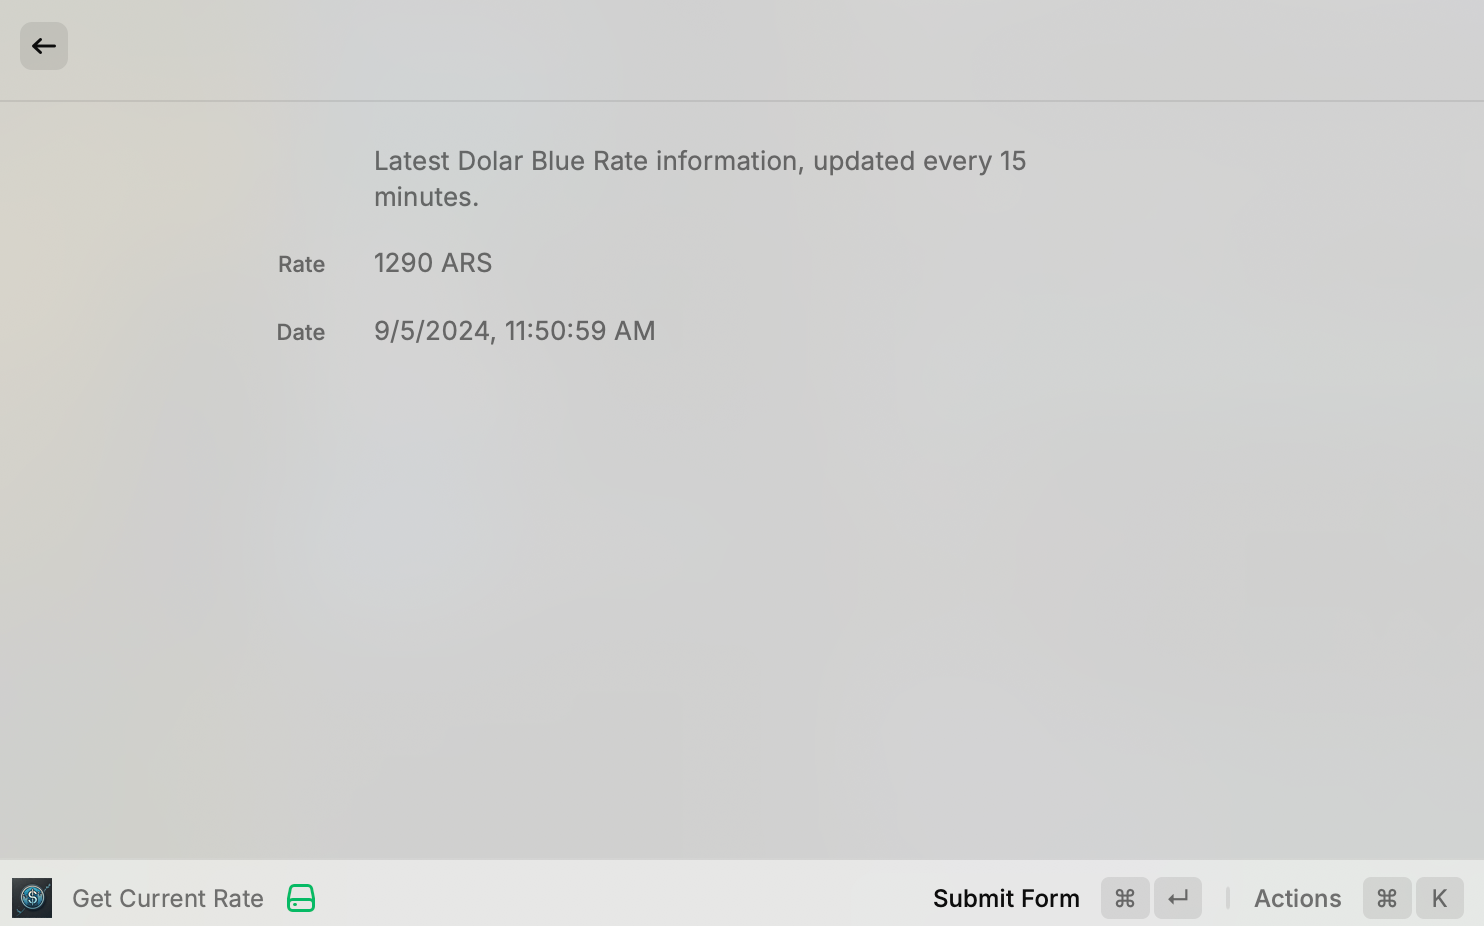 Latest Dolar Blue Rate information, updated every 15
minutes.
Rate 1290 ARS
Date 9/5/2024, 11:50:59 AM
Get Current Rate Submit Form ⌘ ↵ Actions ⌘ K